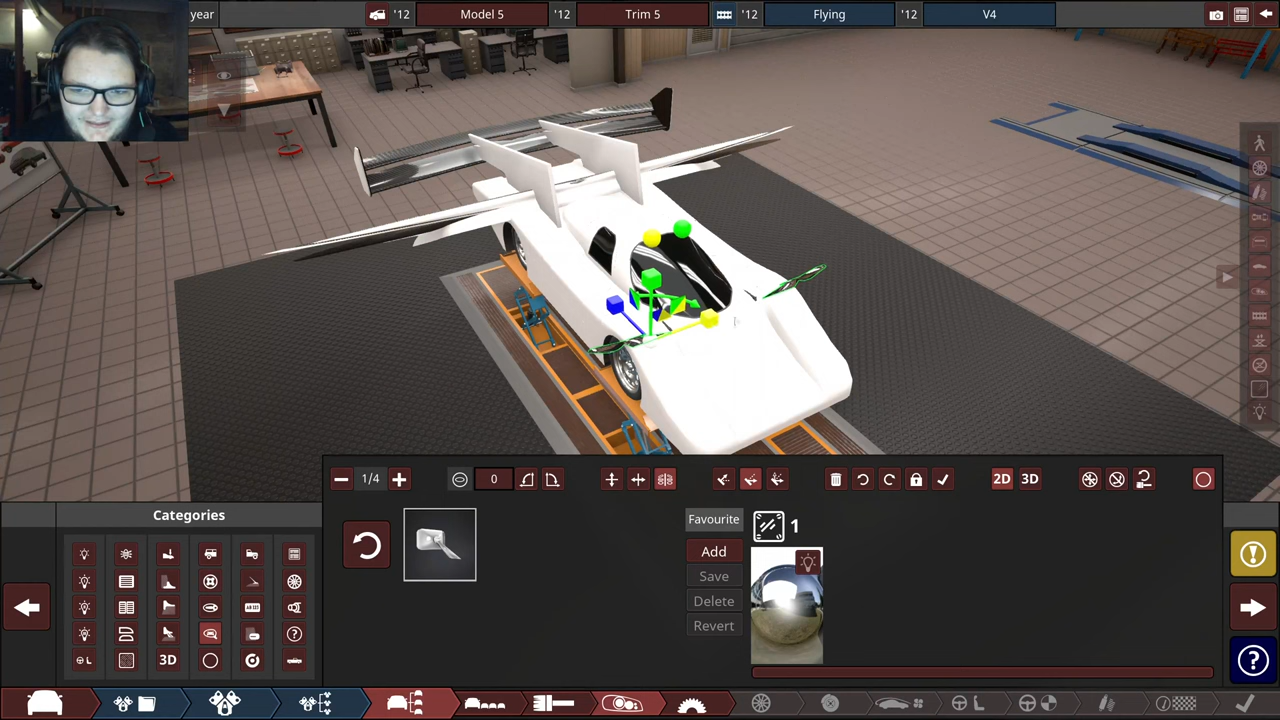 year '12 Model 5 '12 Trim 5 '12 Flying '12 V4
1/4 0 2D 3D
Categories
Favourite 1
Add
Save
Delete
Revert
3D
?